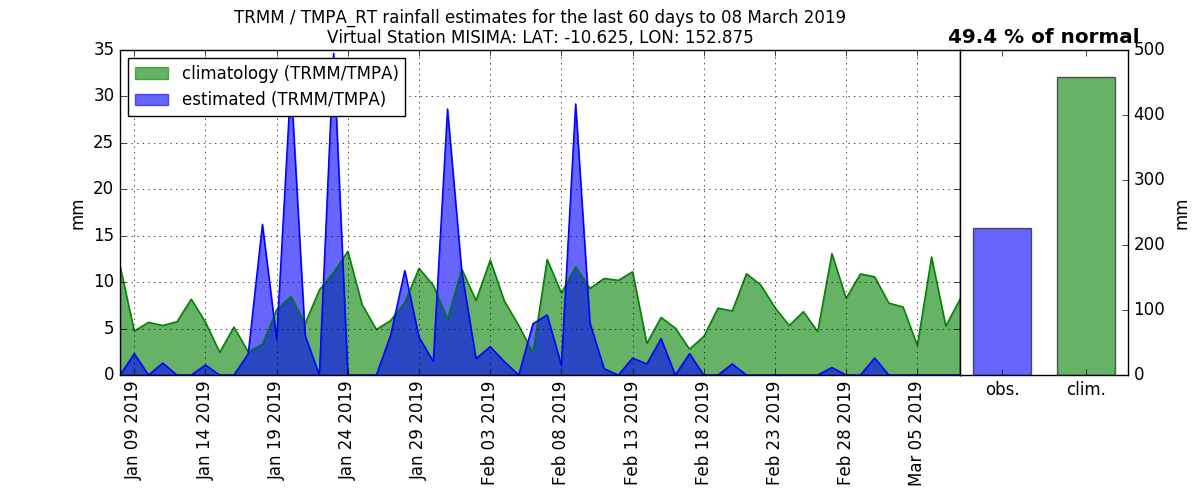 TRMM / TMPA_RT rainfall estimates for the last 60 days to 08 March 2019
Virtual Station MISIMA: LAT: -10.625, LON: 152.875
49.4 % of normal
climatology (TRMM/TMPA)
estimated (TRMM/TMPA)
35
30
25
20
15
10
5
0
mm
Jan 09 2019
Jan 14 2019
Jan 19 2019
Jan 24 2019
Jan 29 2019
Feb 03 2019
Feb 08 2019
Feb 13 2019
Feb 18 2019
Feb 23 2019
Feb 28 2019
Mar 05 2019
500
400
300
200
100
0
mm
obs.
clim.